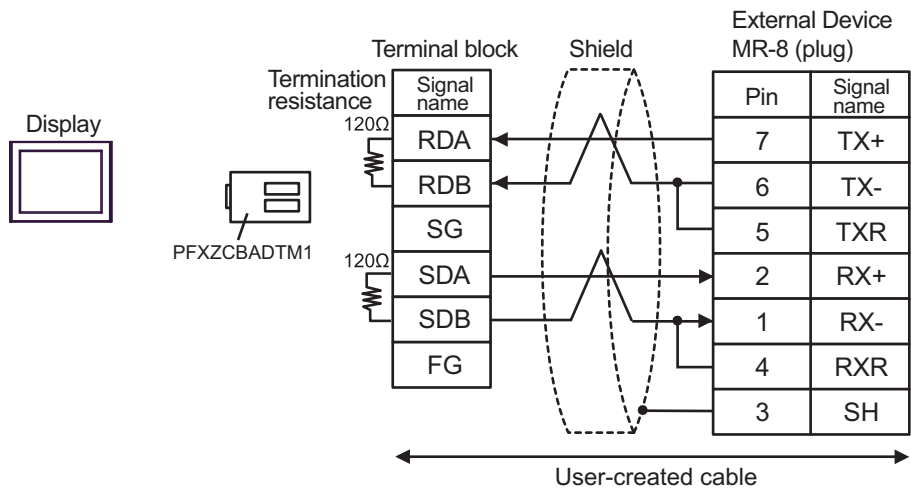 External Device
MR-8 (plug)
Terminal block
Shield
Termination
resistance
Display
PFXZCBADTM1
120Ω
120Ω
Signal
name
RDA
RDB
SG
SDA
SDB
FG
Pin
Signal
name
7 TX+
6 TX-
5 TXR
2 RX+
1 RX-
4 RXR
3 SH
User-created cable